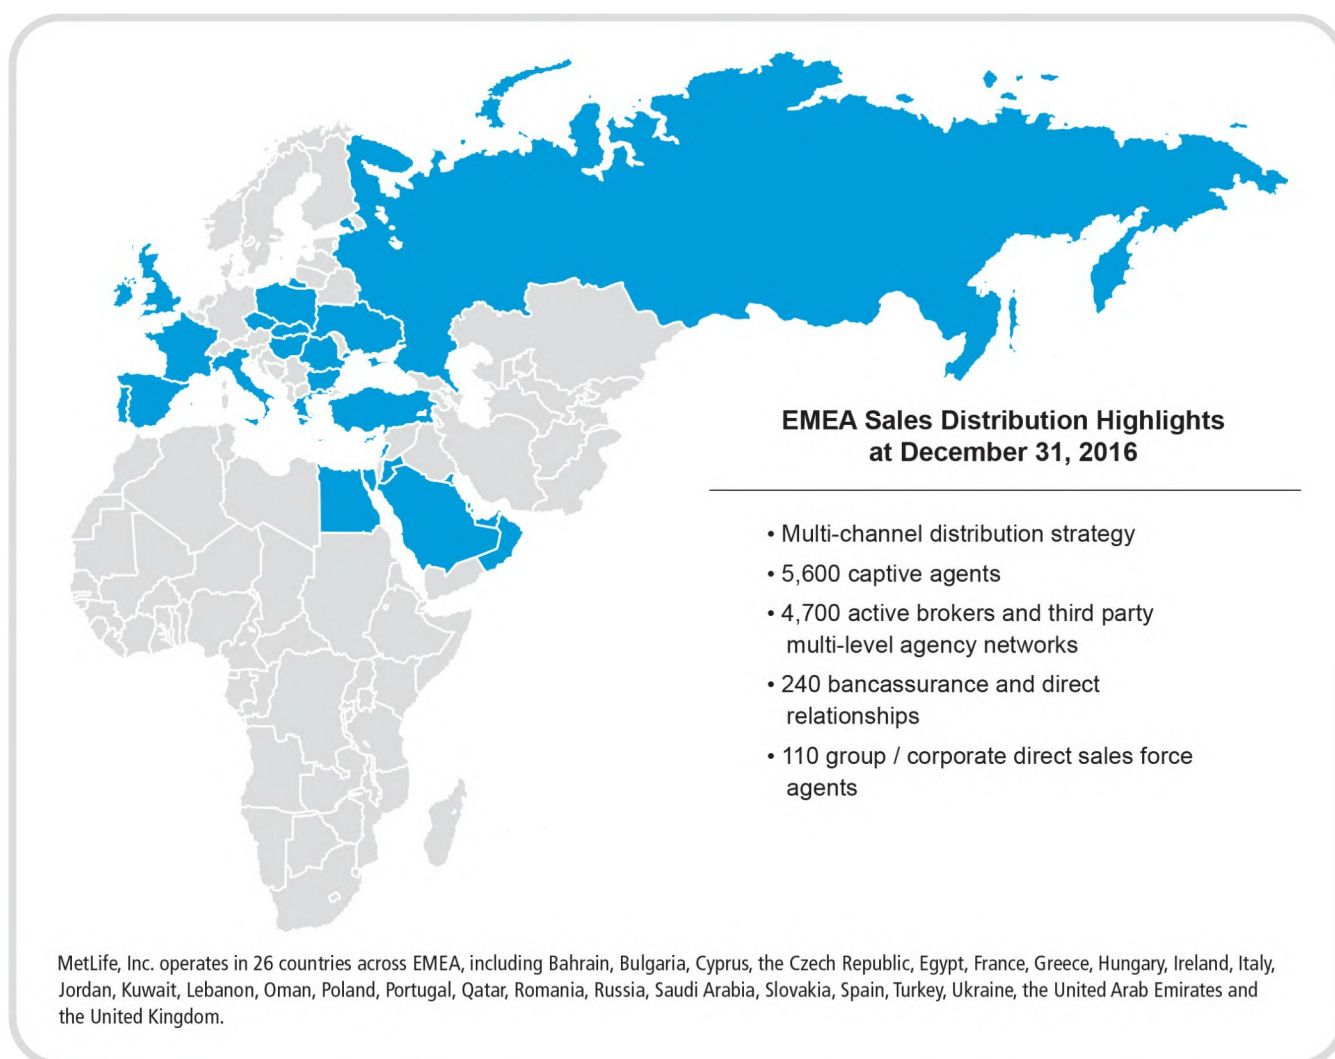 EMEA Sales Distribution Highlights
at December 31, 2016
• Multi-channel distribution strategy
• 5,600 captive agents
• 4,700 active brokers and third party
multi-level agency networks
• 240 bancassurance and direct
relationships
• 110 group / corporate direct sales force
agents
MetLife, Inc. operates in 26 countries across EMEA, including Bahrain, Bulgaria, Cyprus, the Czech Republic, Egypt, France, Greece, Hungary, Ireland, Italy,
Jordan, Kuwait, Lebanon, Oman, Poland, Portugal, Qatar, Romania, Russia, Saudi Arabia, Slovakia, Spain, Turkey, Ukraine, the United Arab Emirates and
the United Kingdom.